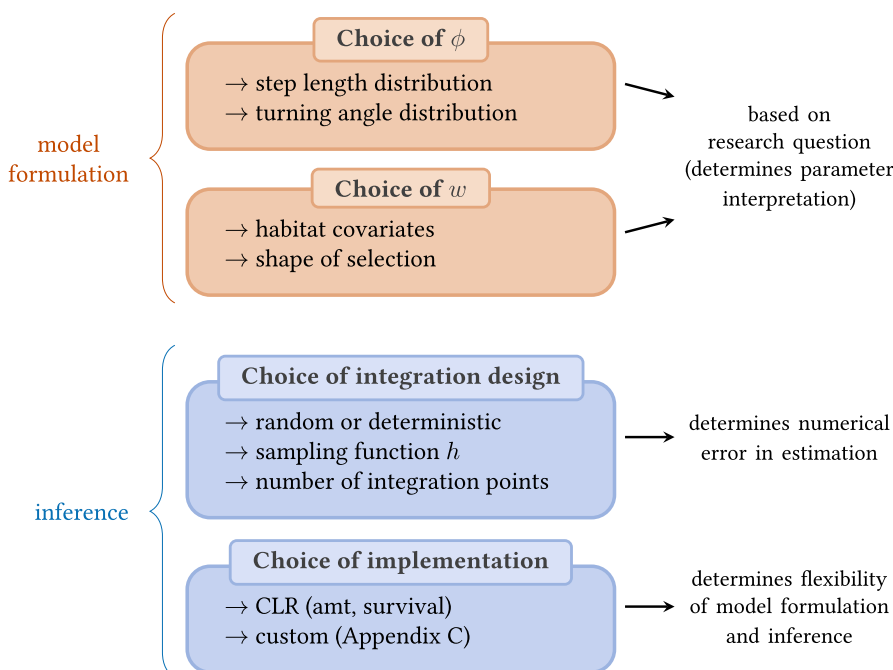 Choice of ϕ
→ step length distribution
→ turning angle distribution
model
formulation
Choice of w
→ habitat covariates
→ shape of selection
based on
research question
(determines parameter
interpretation)
Choice of integration design
→ random or deterministic
→ sampling function h
→ number of integration points
determines numerical
error in estimation
inference
Choice of implementation
→ CLR (amt, survival)
→ custom (Appendix C)
determines flexibility
of model formulation
and inference